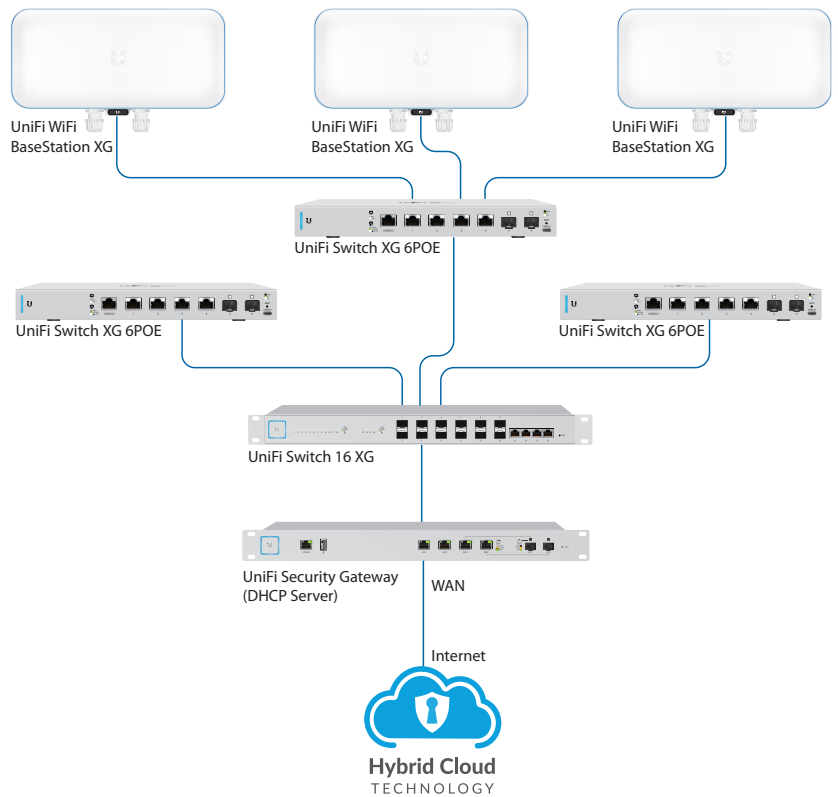 UniFi WiFi
BaseStation XG
UniFi WiFi
BaseStation XG
UniFi WiFi
BaseStation XG
UniFi Switch XG 6POE
UniFi Switch XG 6POE
UniFi Switch XG 6POE
UniFi Switch 16 XG
UniFi Security Gateway
(DHCP Server)
WAN
Internet
Hybrid Cloud
TECHNOLOGY